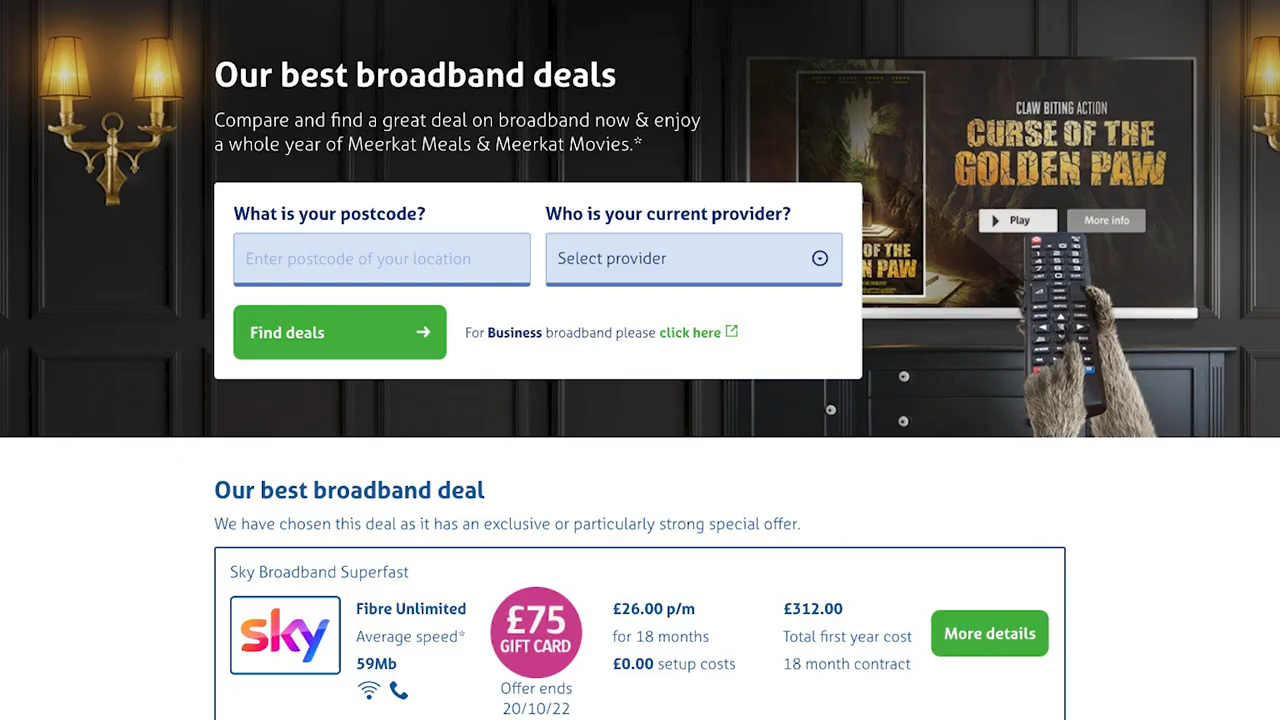 Our best broadband deals
Compare and find a great deal on broadband now & enjoy
a whole year of Meerkat Meals & Meerkat Movies.*
What is your postcode?
Who is your current provider?
Enter postcode of your location
Select provider
Find deals
For Business broadband please click here
CLAW BITING ACTION
CURSE OF THE
GOLDEN PAW
Play
More info
OF THE
N PAW
Our best broadband deal
We have chosen this deal as it has an exclusive or particularly strong special offer.
Sky Broadband Superfast
sky
Fibre Unlimited
Average speed*
59Mb
£75
GIFT CARD
Offer ends
20/10/22
£26.00 p/m
for 18 months
£0.00 setup costs
£312.00
Total first year cost
18 month contract
More details